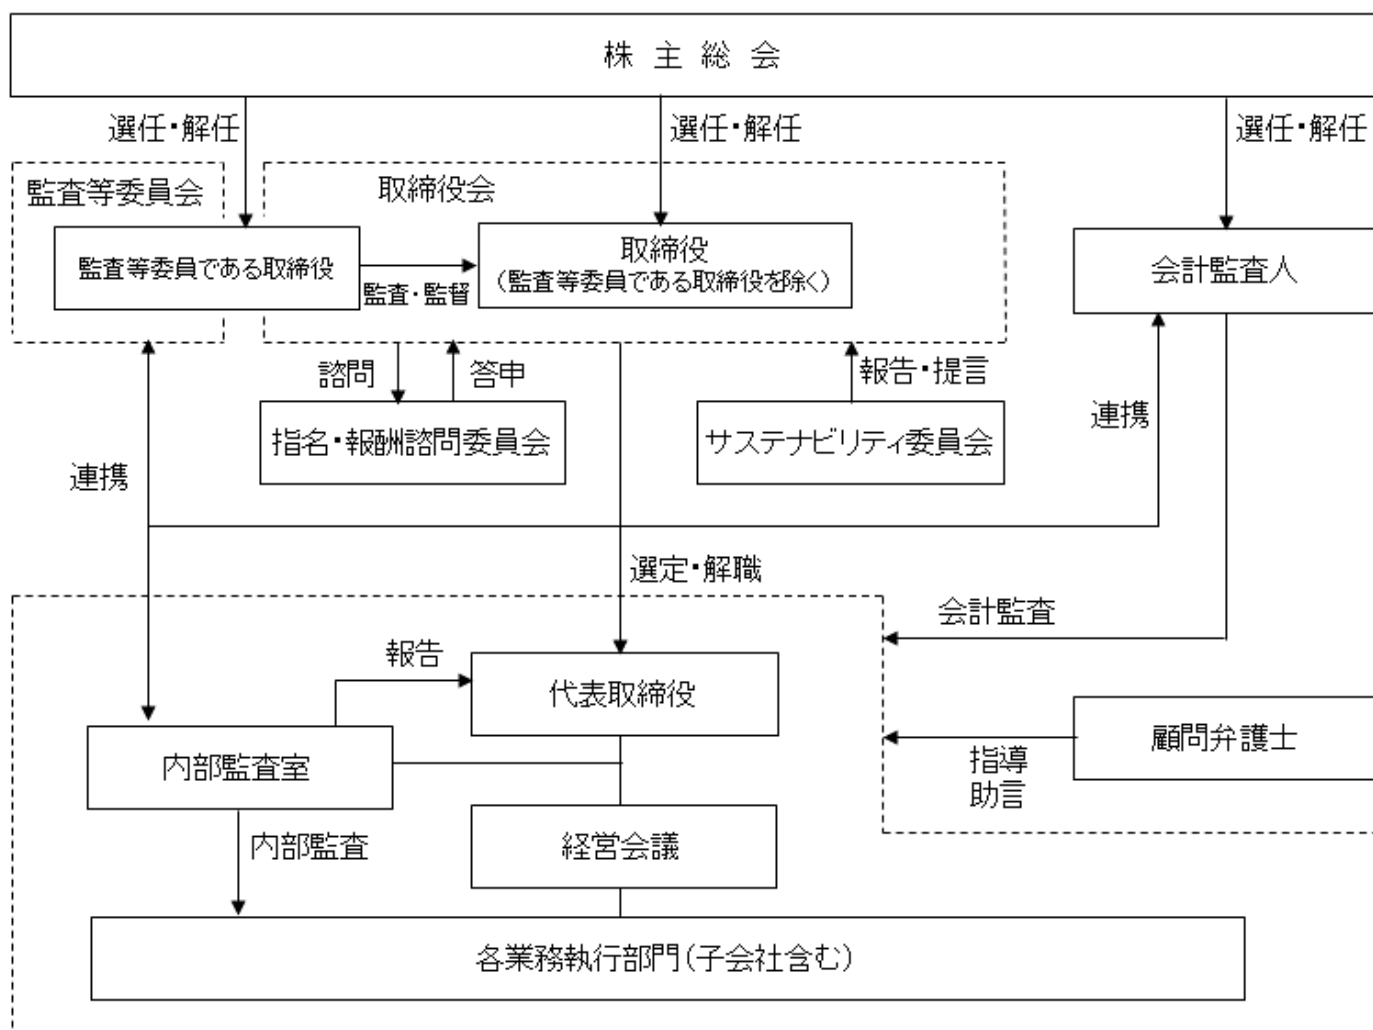 株主総会
選任・解任
選任・解任
選任・解任
監査等委員会
取締役会
監査等委員である取締役
監査・監督
取締役
（監査等委員である取締役を除く）
会計監査人
諮問
答申
報告・提言
連携
指名・報酬諮問委員会
サステナビリティ委員会
連携
選定・解職
会計監査
報告
代表取締役
内部監査室
顧問弁護士
指導
助言
内部監査
経営会議
各業務執行部門（子会社含む）